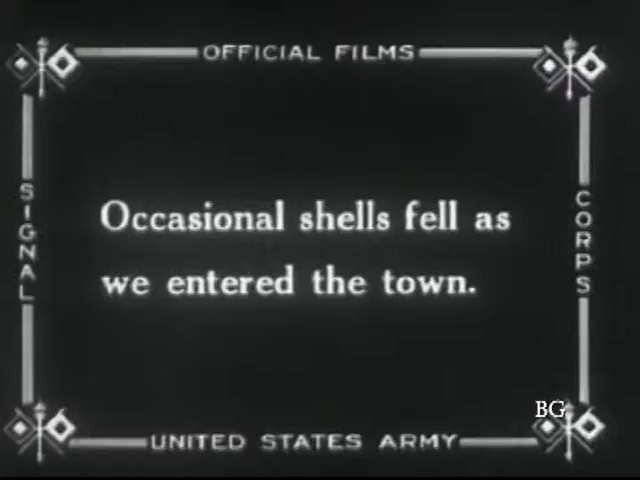 OFFICIAL FILMS
SIGNAL
CORPS
Occasional shells fell as
we entered the town.
BG
UNITED STATES ARMY